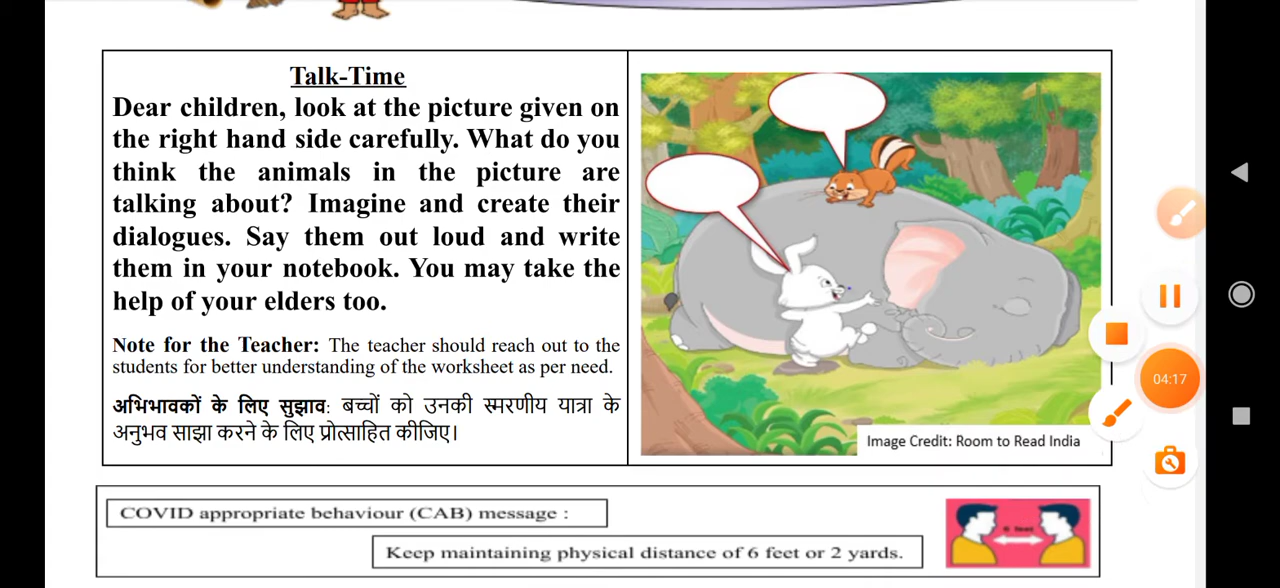 Talk-Time
Dear children, look at the picture given on
the right hand side carefully. What do you
think the animals in the picture are
talking about? Imagine and create their
dialogues. Say them out loud and write
them in your notebook. You may take the
help of your elders too.
Note for the Teacher: The teacher should reach out to the
students for better understanding of the worksheet as per need.
अभिभावकों के लिए सुझाव: बच्चों को उनकी स्मरणीय यात्रा के
अनुभव साझा करने के लिए प्रोत्साहित कीजिए।
Image Credit: Room to Read India
04:17
COVID appropriate behaviour (CAB) message :
Keep maintaining physical distance of 6 feet or 2 yards.
6 feet